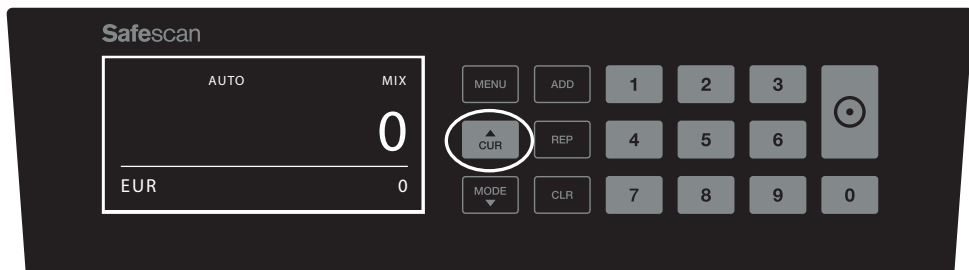 Safescan
AUTO MIX
0
EUR 0
MENU ADD 1 2 3
CUR REP 4 5 6
MODE CLR 7 8 9 0